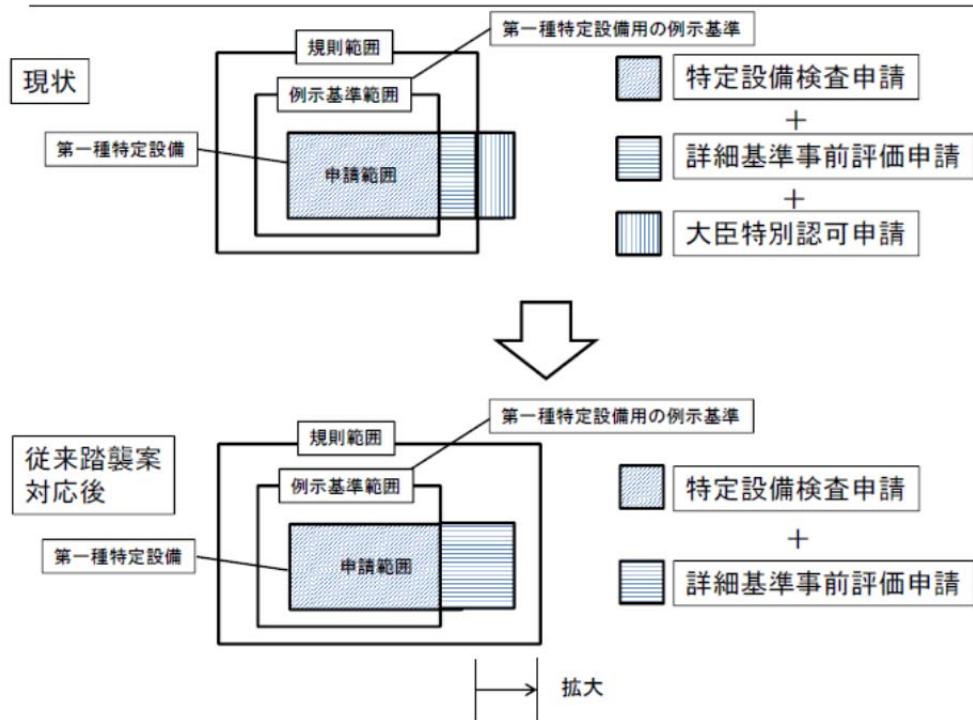 第一種特定設備用の例示基準
規則範囲
現状
例示基準範囲
特定設備検査申請
+
第一種特定設備
申請範囲
詳細基準事前評価申請
+
大臣特別認可申請
第一種特定設備用の例示基準
規則範囲
従来踏襲案
対応後
例示基準範囲
特定設備検査申請
+
第一種特定設備
申請範囲
詳細基準事前評価申請
拡大